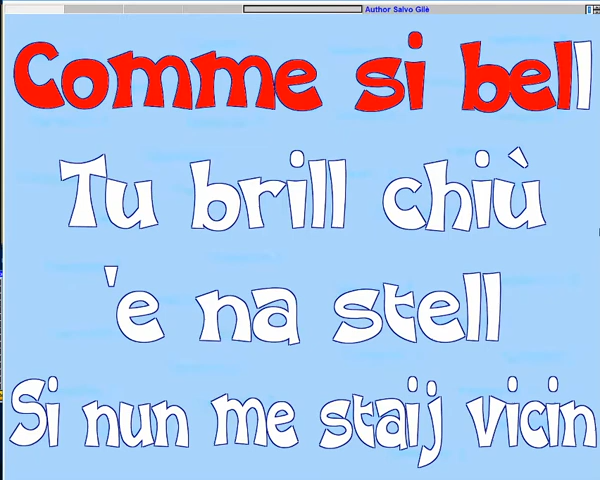 Author Salvo Gilè
Comme si bell
Tu brill chiù
'e na stell
Si nun me staij vicin